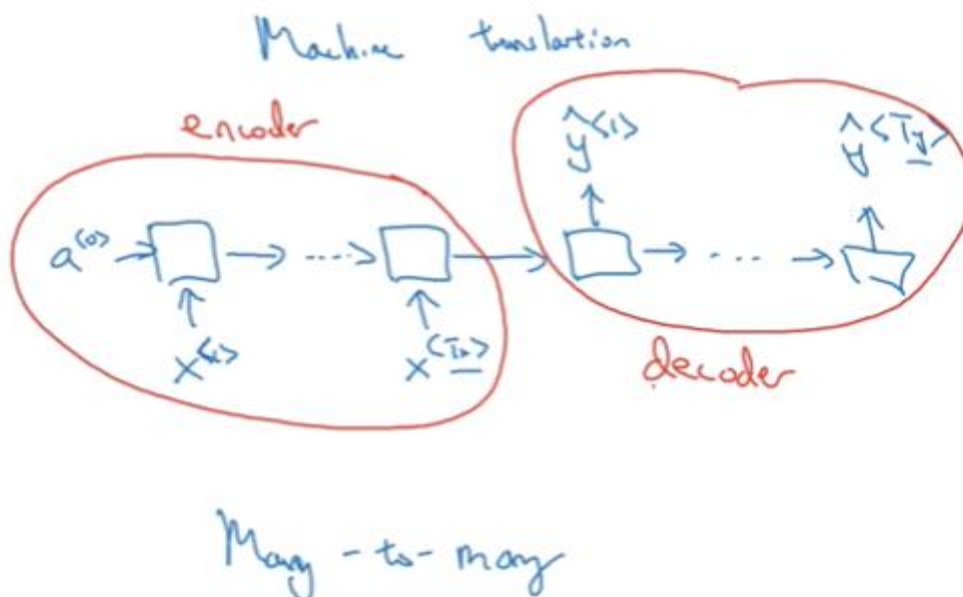 Machine translation
encoder
ŷ<1> ŷ<Ty>
a<0> ....
...
x<1> x<Tx>
decoder
Many-to-many